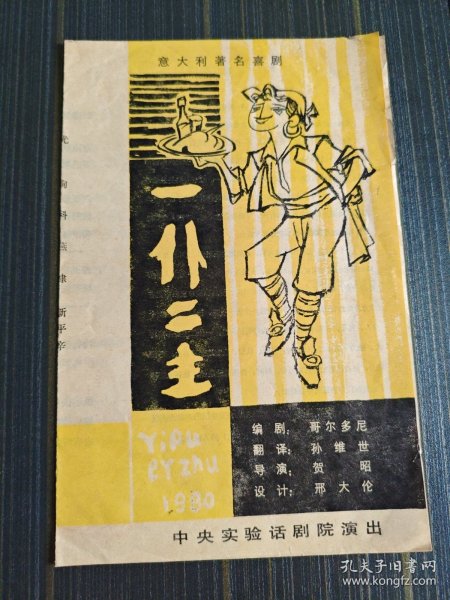 意大利著名喜剧
一仆二主
编剧：哥尔多尼
翻译：孙维世
导演：贺昭
设计：邢大伦
YiPU
ErZhU
1980
中央实验话剧院演出
孔夫子旧书网
www.kongfz.com